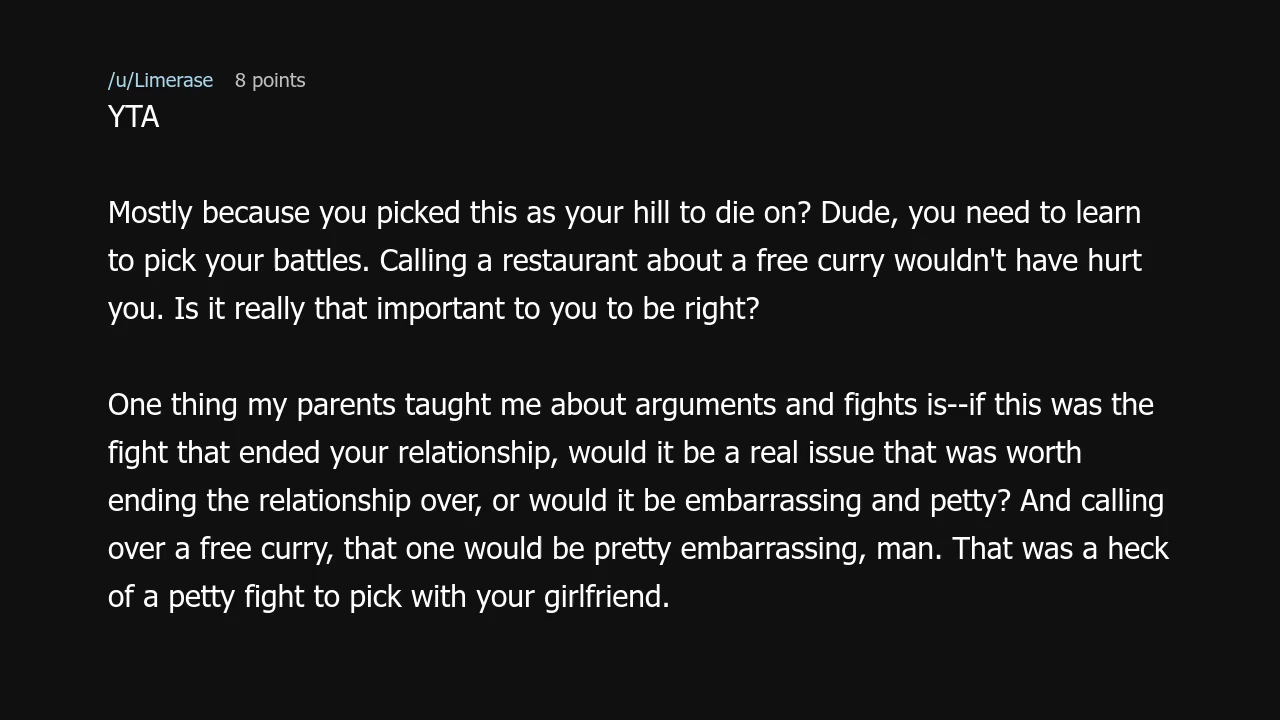 /u/Limerase 8 points
YTA
Mostly because you picked this as your hill to die on? Dude, you need to learn
to pick your battles. Calling a restaurant about a free curry wouldn't have hurt
you. Is it really that important to you to be right?
One thing my parents taught me about arguments and fights is--if this was the
fight that ended your relationship, would it be a real issue that was worth
ending the relationship over, or would it be embarrassing and petty? And calling
over a free curry, that one would be pretty embarrassing, man. That was a heck
of a petty fight to pick with your girlfriend.